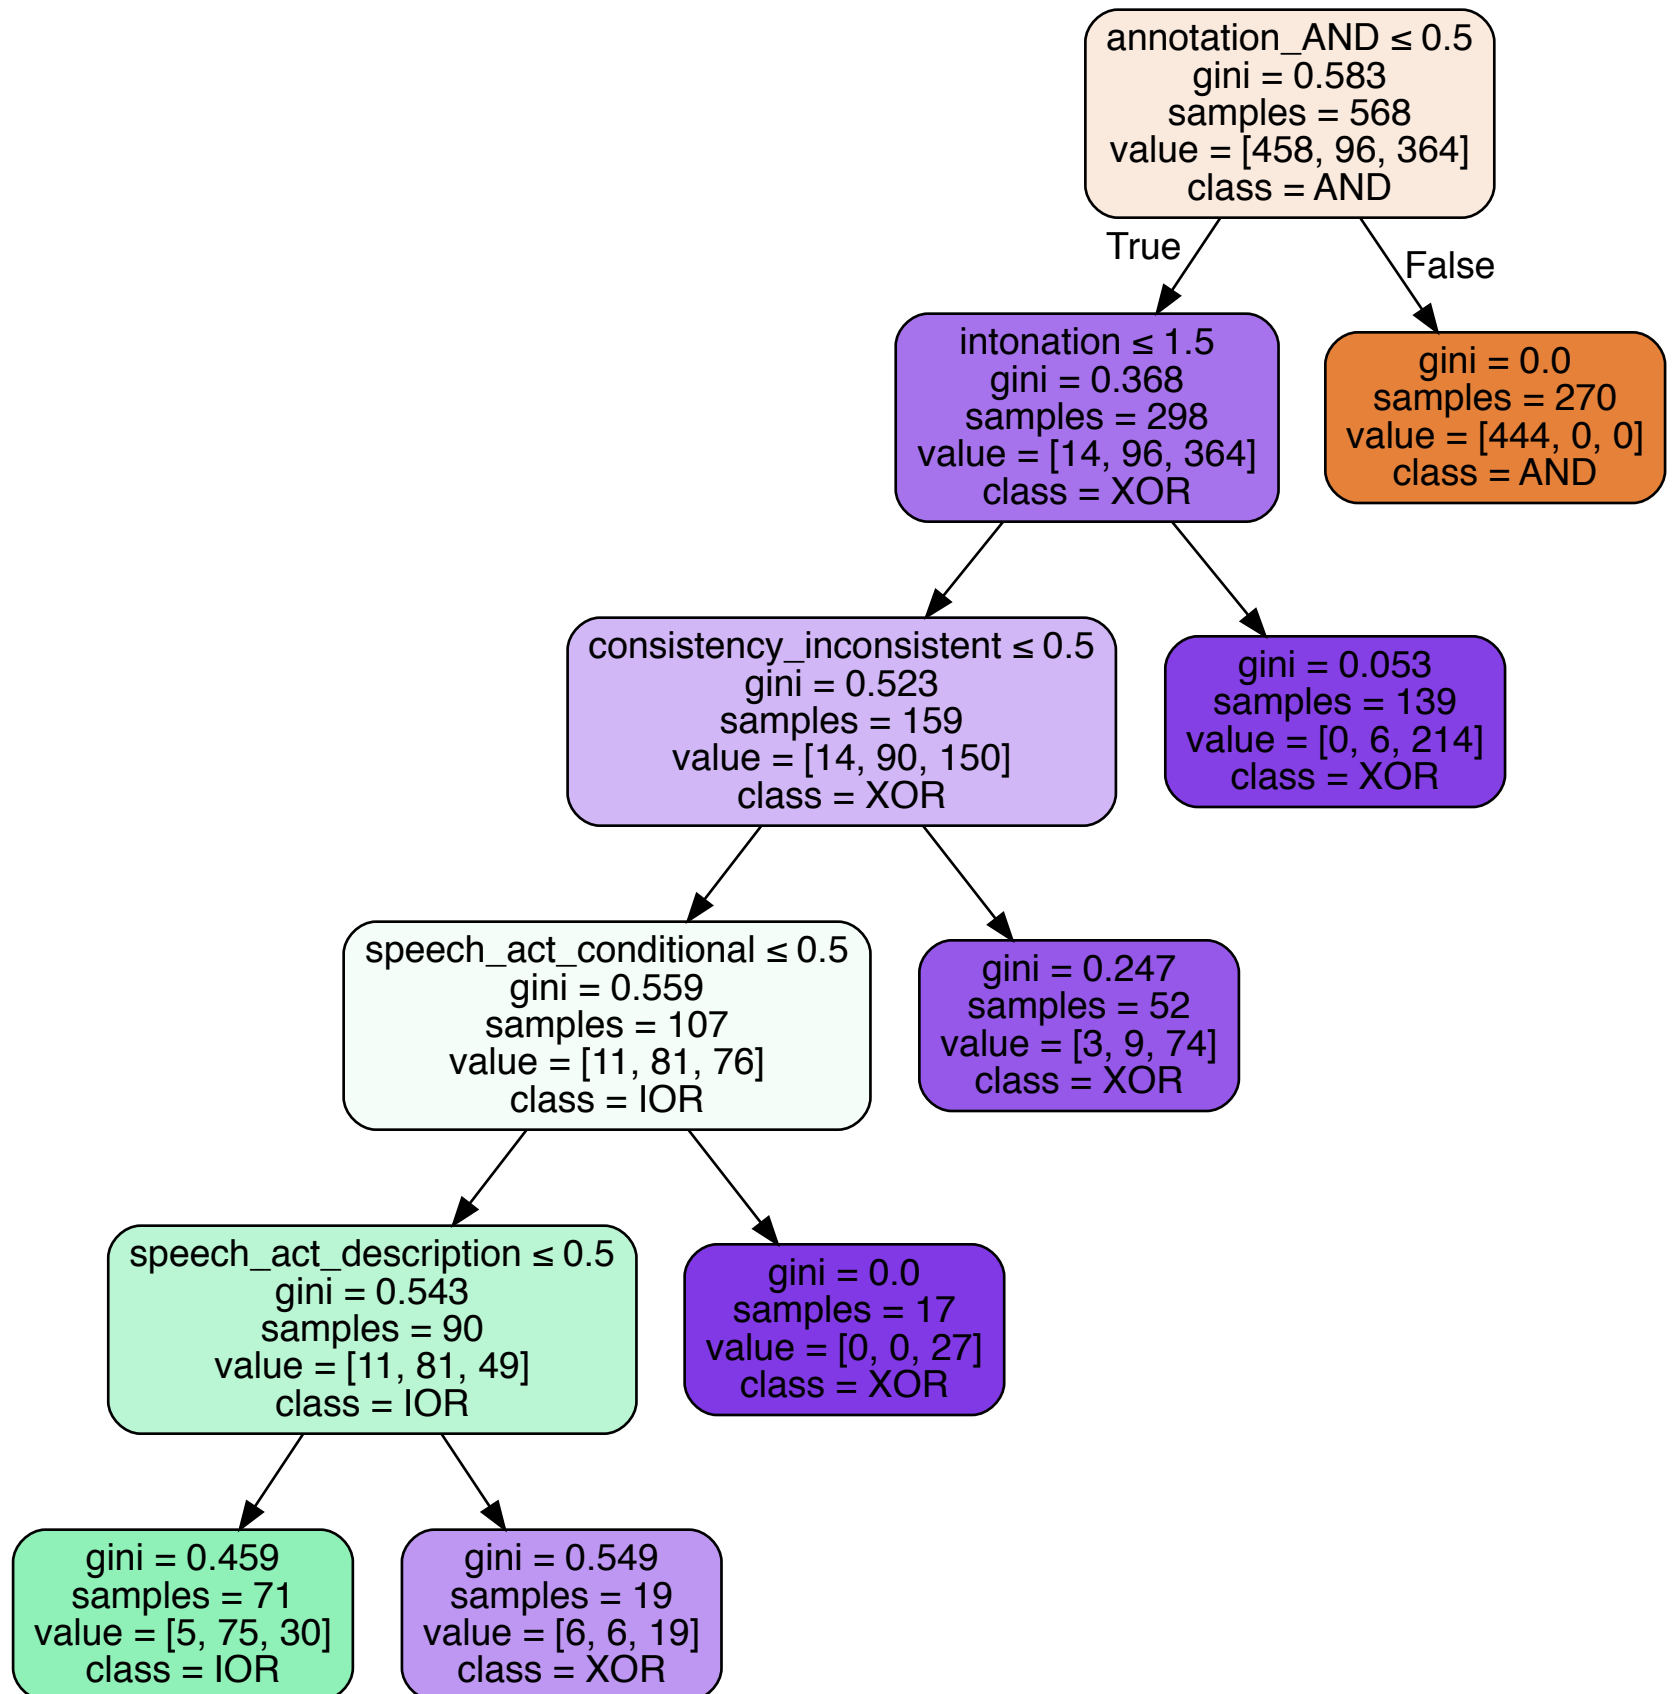 annotation_AND ≤ 0.5
gini = 0.583
samples = 568
value = [458, 96, 364]
class = AND
True
False
intonation ≤ 1.5
gini = 0.368
samples = 298
value = [14, 96, 364]
class = XOR
gini = 0.0
samples = 270
value = [444, 0, 0]
class = AND
consistency_inconsistent ≤ 0.5
gini = 0.523
samples = 159
value = [14, 90, 150]
class = XOR
gini = 0.053
samples = 139
value = [0, 6, 214]
class = XOR
speech_act_conditional ≤ 0.5
gini = 0.559
samples = 107
value = [11, 81, 76]
class = IOR
gini = 0.247
samples = 52
value = [3, 9, 74]
class = XOR
speech_act_description ≤ 0.5
gini = 0.543
samples = 90
value = [11, 81, 49]
class = IOR
gini = 0.0
samples = 17
value = [0, 0, 27]
class = XOR
gini = 0.459
samples = 71
value = [5, 75, 30]
class = IOR
gini = 0.549
samples = 19
value = [6, 6, 19]
class = XOR